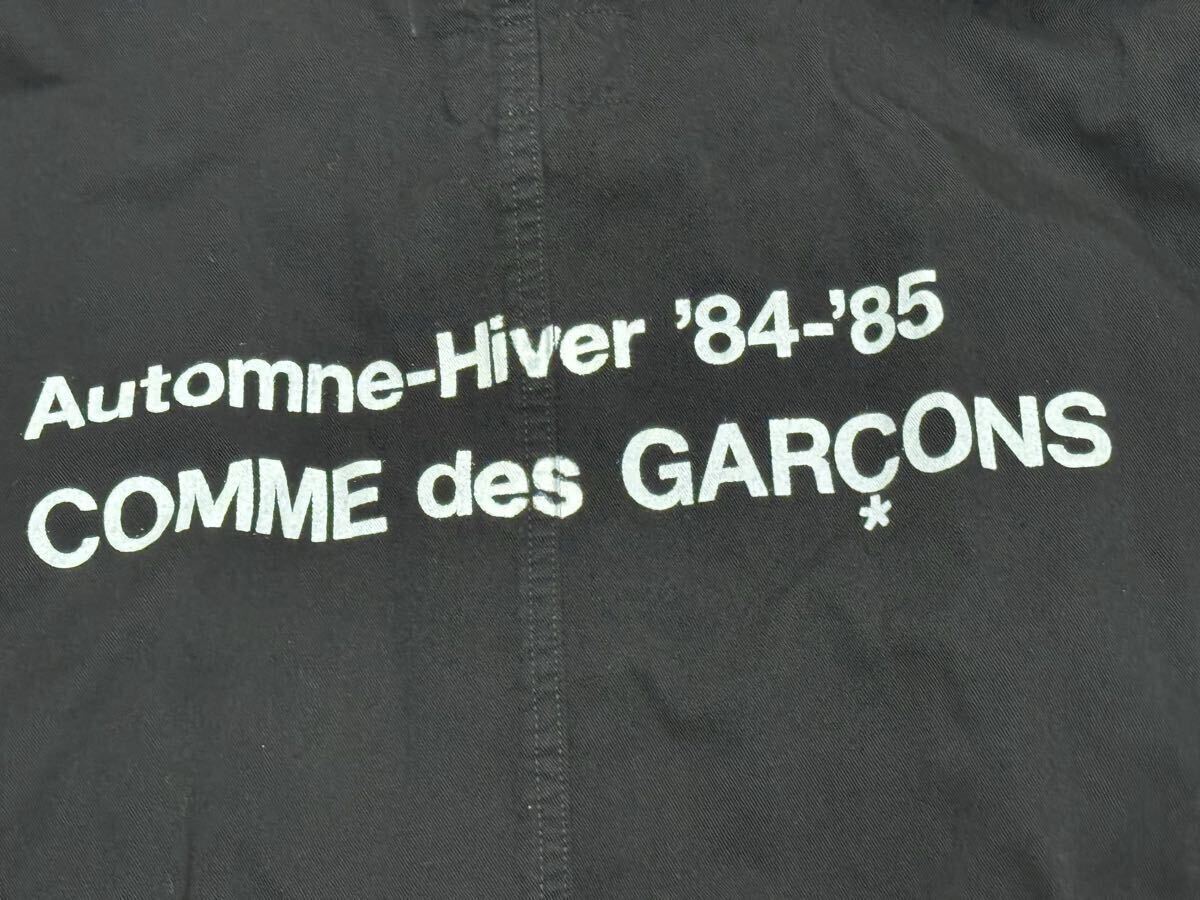 Automne-Hiver ’84-’85
COMME des GARÇONS
*